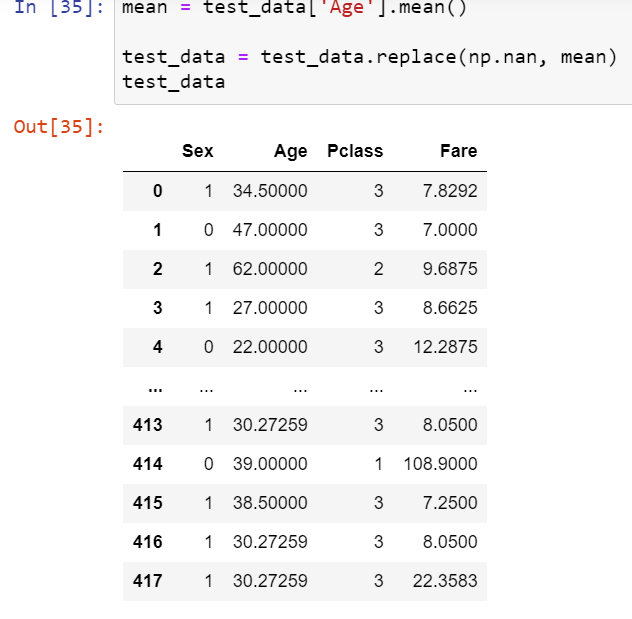 In [35]: mean = test_data['Age'].mean()
test_data = test_data.replace(np.nan, mean)
test_data
Out[35]:
Sex Age Pclass Fare
0 1 34.50000 3 7.8292
1 0 47.00000 3 7.0000
2 1 62.00000 2 9.6875
3 1 27.00000 3 8.6625
4 0 22.00000 3 12.2875
... ... ... ... ...
413 1 30.27259 3 8.0500
414 0 39.00000 1 108.9000
415 1 38.50000 3 7.2500
416 1 30.27259 3 8.0500
417 1 30.27259 3 22.3583